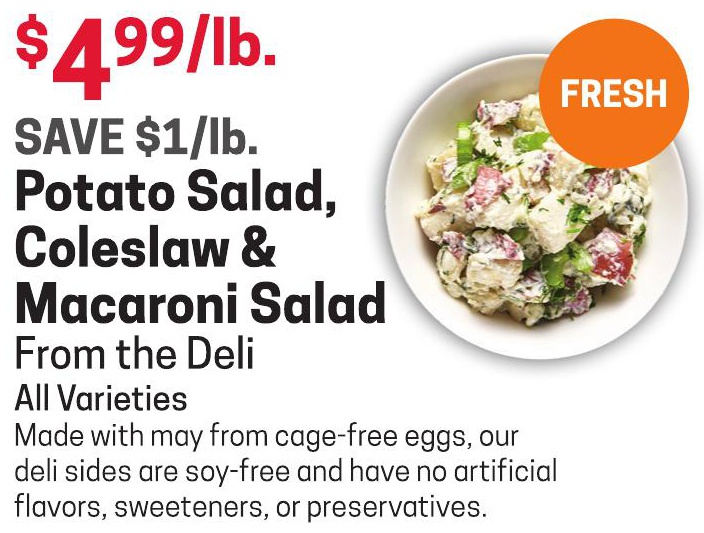 $4.99/lb.
FRESH
SAVE $1/lb.
Potato Salad,
Coleslaw &
Macaroni Salad
From the Deli
All Varieties
Made with may from cage-free eggs, our
deli sides are soy-free and have no artificial
flavors, sweeteners, or preservatives.